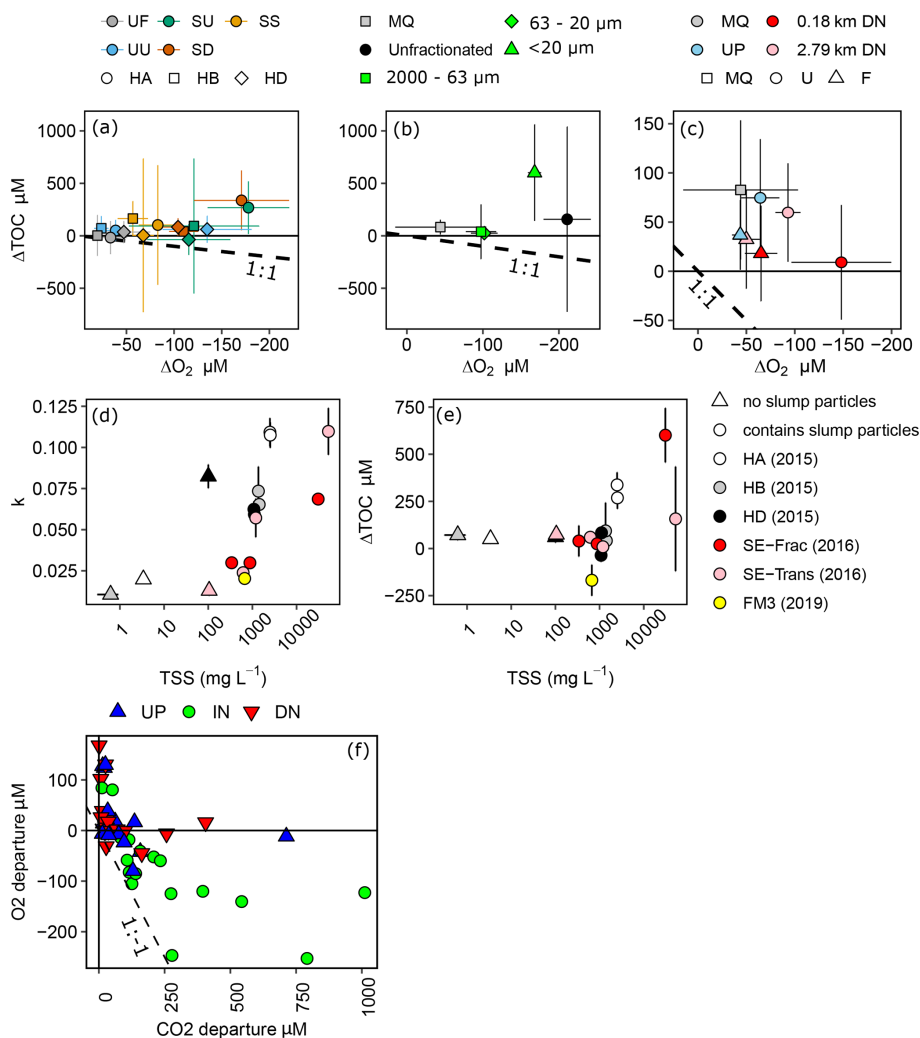 UF SU SS
UU SD
HA HB HD
MQ 63 - 20 µm
Unfractionated <20 µm
2000 - 63 µm
MQ 0.18 km DN
UP 2.79 km DN
MQ U F
(a)
ΔTOC µM
1000
500
0
−500
1:1
−50 −100 −150 −200
ΔO2 µM
(b)
1000
500
0
−500
1:1
0 −100 −200
ΔO2 µM
(c)
150
100
50
0
−50
1:1
0 −50 −100 −150 −200
ΔO2 µM
(d)
k
0.125
0.100
0.075
0.050
0.025
1 10 100 1000 10000
TSS (mg L−1)
(e)
ΔTOC µM
750
500
250
0
−250
1 10 100 1000 10000
TSS (mg L−1)
no slump particles
contains slump particles
HA (2015)
HB (2015)
HD (2015)
SE−Frac (2016)
SE−Trans (2016)
FM3 (2019)
UP IN DN
(f)
O2 departure µM
100
0
−100
−200
1:-1
0 250 500 750 1000
CO2 departure µM